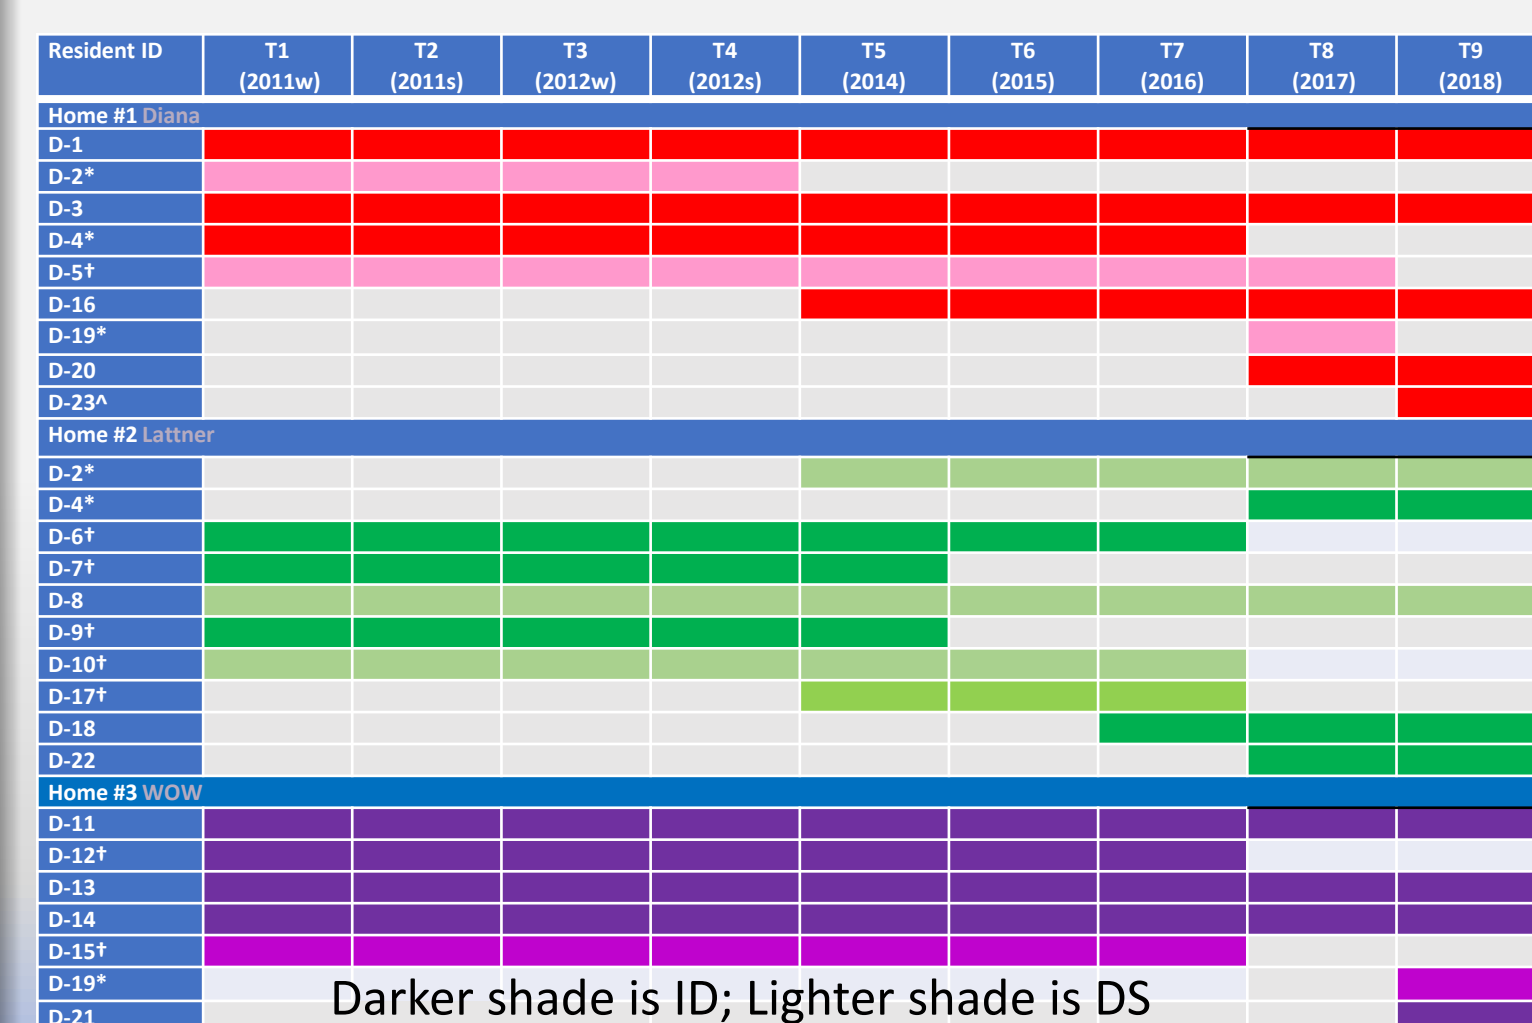 Resident ID T1 T2 T3 T4 T5 T6 T7 T8 T9
(2011w) (2011s) (2012w) (2012s) (2014) (2015) (2016) (2017) (2018)
Home #1 Diana
D-1
D-2*
D-3
D-4*
D-5†
D-16
D-19*
D-20
D-23^
Home #2 Lattner
D-2*
D-4*
D-6†
D-7†
D-8
D-9†
D-10†
D-17†
D-18
D-22
Home #3 WOW
D-11
D-12†
D-13
D-14
D-15†
D-19*
Darker shade is ID; Lighter shade is DS
D-21